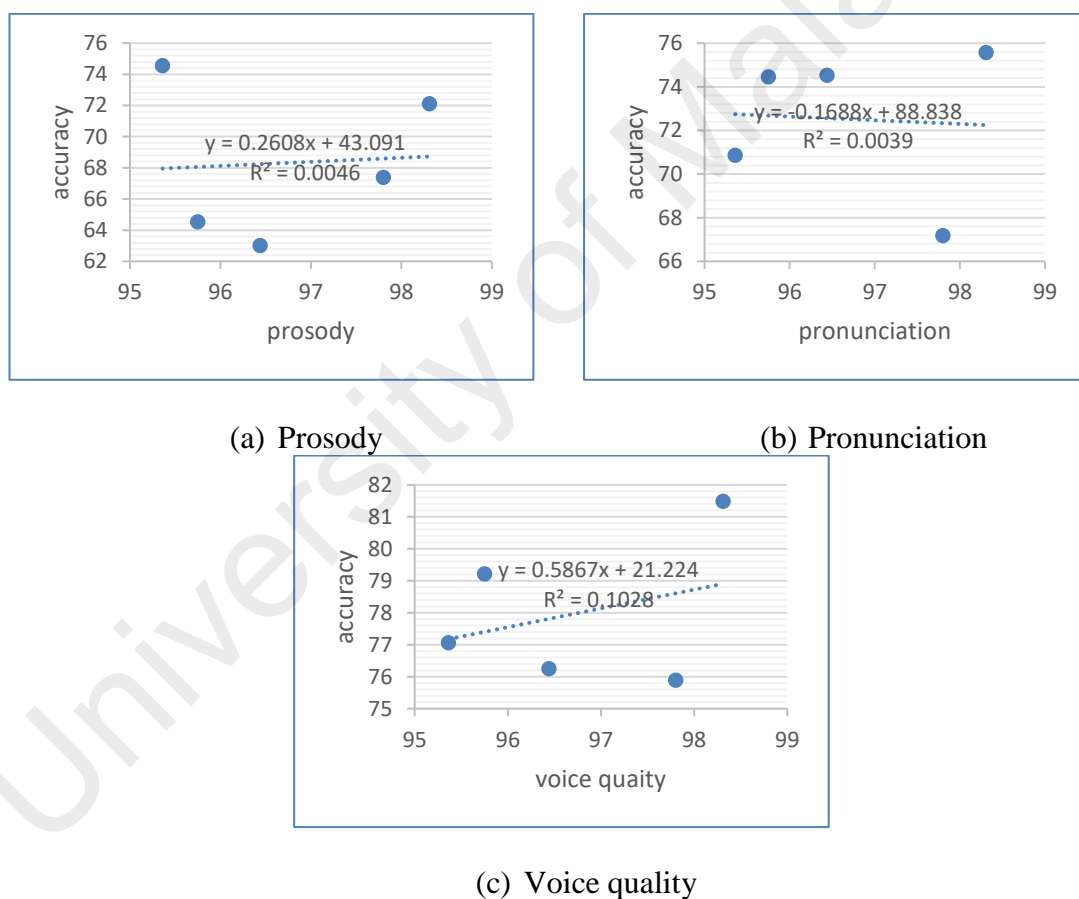 76
74
72
70
68
66
64
62
accuracy
y = 0.2608x + 43.091
R² = 0.0046
95 96 97 98 99
prosody
76
74
72
70
68
66
accuracy
y = -0.1688x + 88.838
R² = 0.0039
95 96 97 98 99
pronunciation
(a) Prosody
(b) Pronunciation
82
81
80
79
78
77
76
75
accuracy
y = 0.5867x + 21.224
R² = 0.1028
95 96 97 98 99
voice quaity
(c) Voice quality
University of Mala